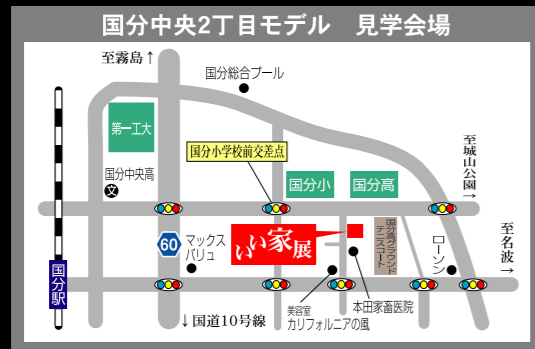 国分中央2丁目モデル 見学会場
至霧島↑
国分総合プール
第一工大
国分小学校前交差点
至城山公園→
国分中央高
文
国分小
国分高
60
マックス
バリュ
いい家展
国分高グラウンド
テニスコート
ローソン
至名波→
国分駅
美容室
カリフォルニアの風
本田家畜医院
↓国道10号線